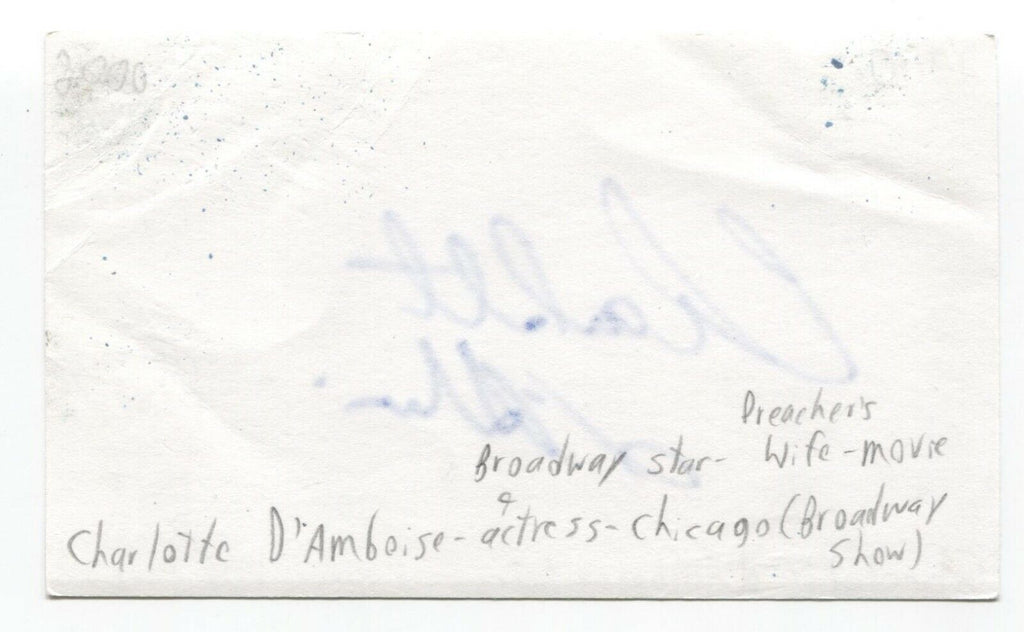 Preacher's
Broadway star- Wife-movie
&
Charlotte D'Amboise-actress-Chicago (Broadway
Show)